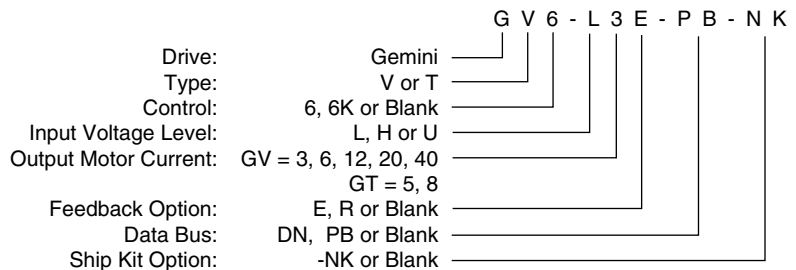 G V 6 - L 3 E - P B - N K
Drive: Gemini
Type: V or T
Control: 6, 6K or Blank
Input Voltage Level: L, H or U
Output Motor Current: GV = 3, 6, 12, 20, 40
GT = 5, 8
Feedback Option: E, R or Blank
Data Bus: DN, PB or Blank
Ship Kit Option: -NK or Blank